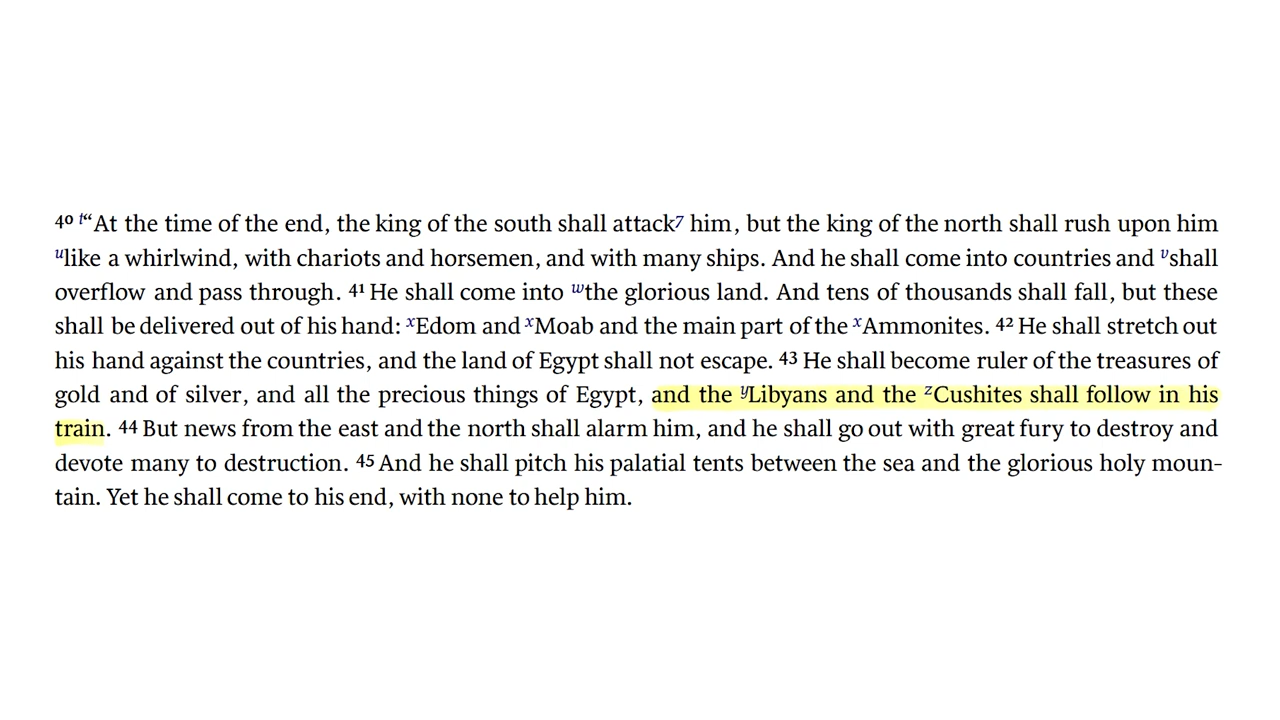 40 t“At the time of the end, the king of the south shall attack7 him, but the king of the north shall rush upon him
ulike a whirlwind, with chariots and horsemen, and with many ships. And he shall come into countries and vshall
overflow and pass through. 41 He shall come into wthe glorious land. And tens of thousands shall fall, but these
shall be delivered out of his hand: xEdom and xMoab and the main part of the xAmmonites. 42 He shall stretch out
his hand against the countries, and the land of Egypt shall not escape. 43 He shall become ruler of the treasures of
gold and of silver, and all the precious things of Egypt, and the yLibyans and the zCushites shall follow in his
train. 44 But news from the east and the north shall alarm him, and he shall go out with great fury to destroy and
devote many to destruction. 45 And he shall pitch his palatial tents between the sea and the glorious holy moun-
tain. Yet he shall come to his end, with none to help him.